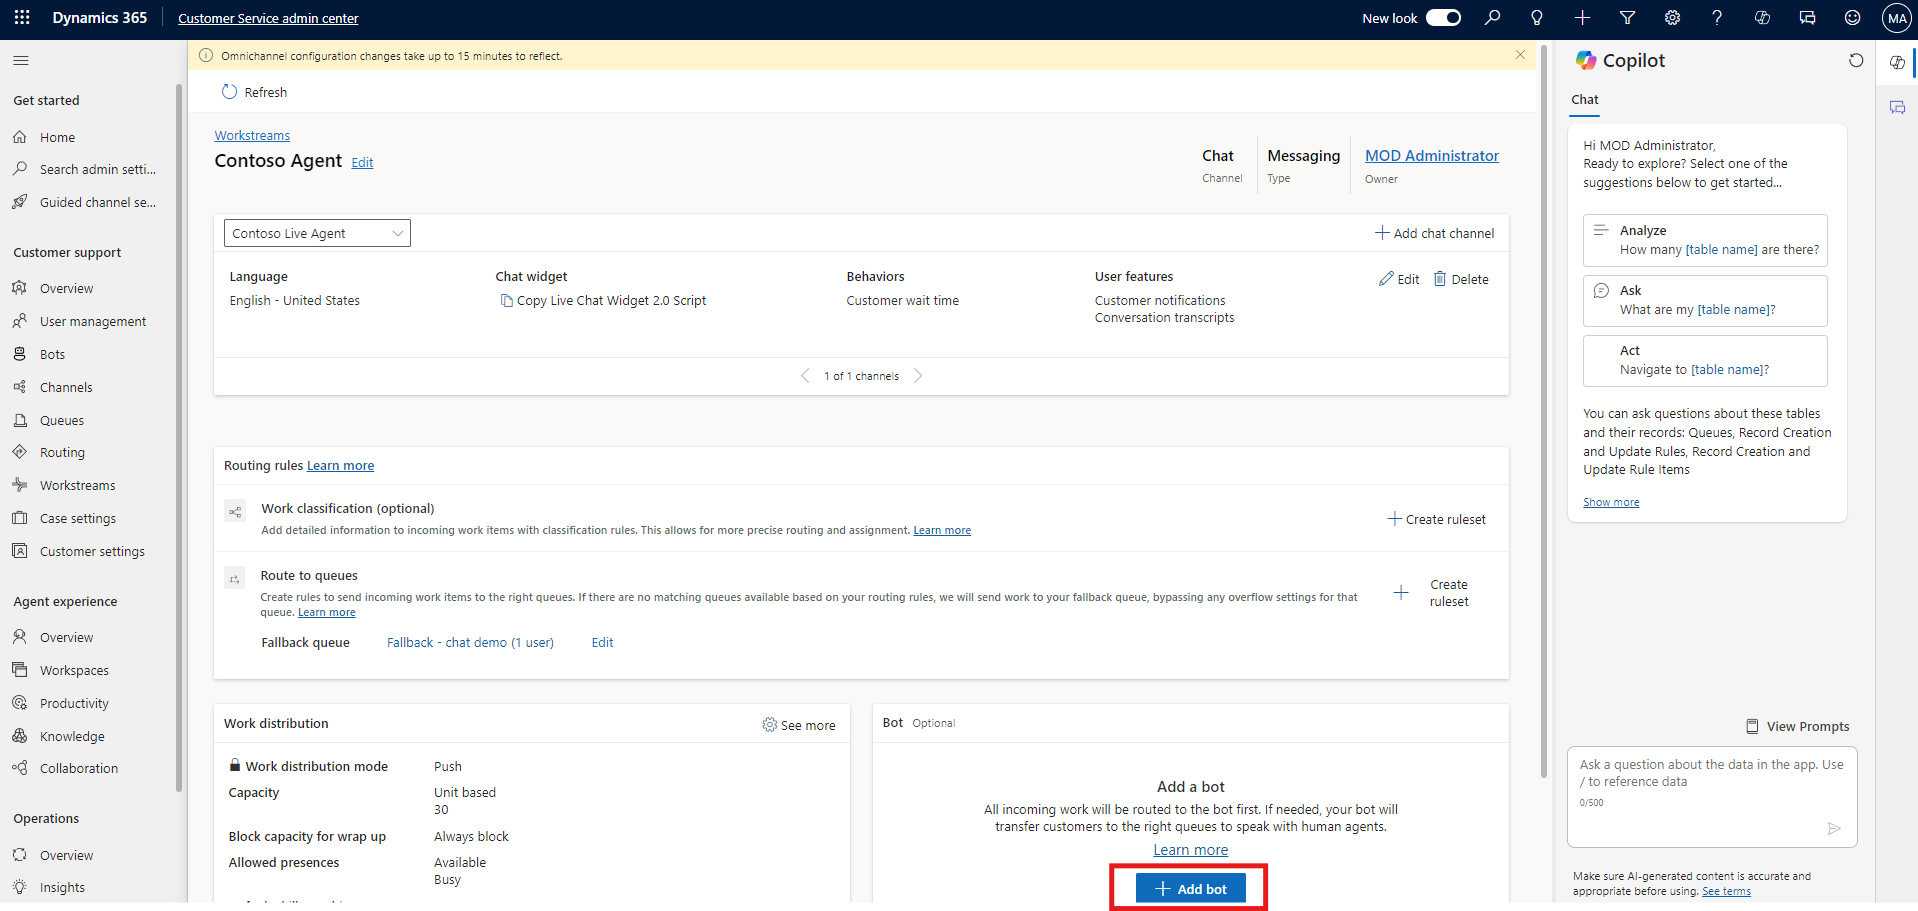 Dynamics 365
Customer Service admin center
New look
MA
Omnichannel configuration changes take up to 15 minutes to reflect.
Refresh
Get started
Home
Search admin setti...
Guided channel se...
Customer support
Overview
User management
Bots
Channels
Queues
Routing
Workstreams
Case settings
Customer settings
Agent experience
Overview
Workspaces
Productivity
Knowledge
Collaboration
Operations
Overview
Insights
Workstreams
Contoso Agent Edit
Chat
Channel
Messaging
Type
MOD Administrator
Owner
Contoso Live Agent
Add chat channel
Language
English - United States
Chat widget
Copy Live Chat Widget 2.0 Script
Behaviors
Customer wait time
User features
Customer notifications
Conversation transcripts
Edit
Delete
1 of 1 channels
Routing rules Learn more
Work classification (optional)
Add detailed information to incoming work items with classification rules. This allows for more precise routing and assignment. Learn more
Create ruleset
Route to queues
Create rules to send incoming work items to the right queues. If there are no matching queues available based on your routing rules, we will send work to your fallback queue, bypassing any overflow settings for that
queue. Learn more
Create
ruleset
Fallback queue Fallback - chat demo (1 user) Edit
Work distribution
See more
Work distribution mode Push
Capacity Unit based
30
Block capacity for wrap up Always block
Allowed presences Available
Busy
Bot Optional
Add a bot
All incoming work will be routed to the bot first. If needed, your bot will
transfer customers to the right queues to speak with human agents.
Learn more
Add bot
Copilot
Chat
Hi MOD Administrator,
Ready to explore? Select one of the
suggestions below to get started...
Analyze
How many [table name] are there?
Ask
What are my [table name]?
Act
Navigate to [table name]?
You can ask questions about these tables
and their records: Queues, Record Creation
and Update Rules, Record Creation and
Update Rule Items
Show more
View Prompts
Ask a question about the data in the app. Use
/ to reference data
0/500
Make sure AI-generated content is accurate and
appropriate before using. See terms